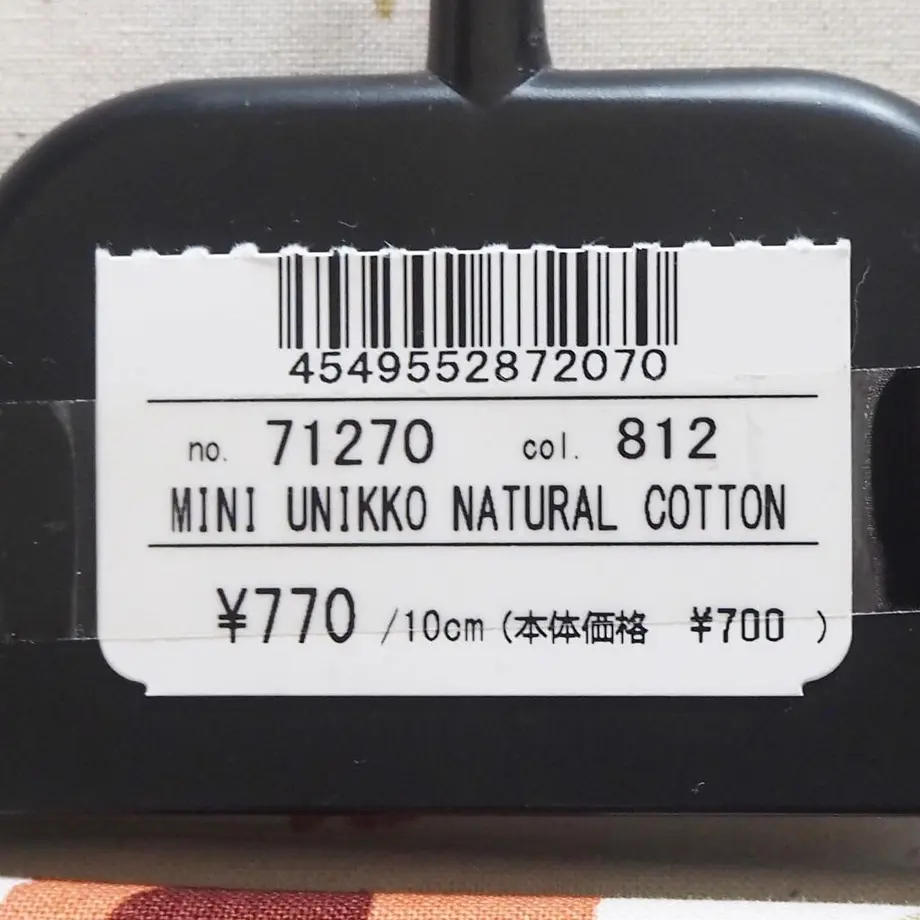 4549552872070
no. 71270 col. 812
MINI UNIKKO NATURAL COTTON
¥770 /10cm (本体価格 ¥700 )